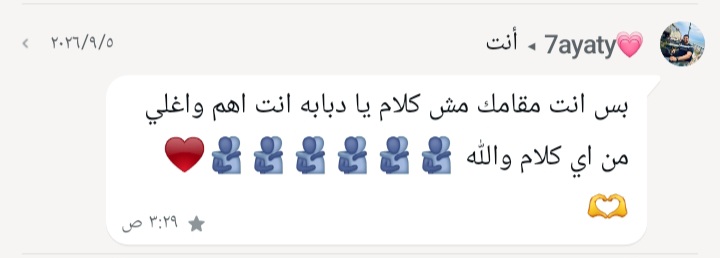 7ayaty💗 ◂ أنت
٢٠٢٦/٩/٥
بس انت مقامك مش كلام يا دبابه انت اهم واغلي
من اي كلام والله 🫂🫂🫂🫂🫂🫂❤️
🫶
٣:٢٩ ص